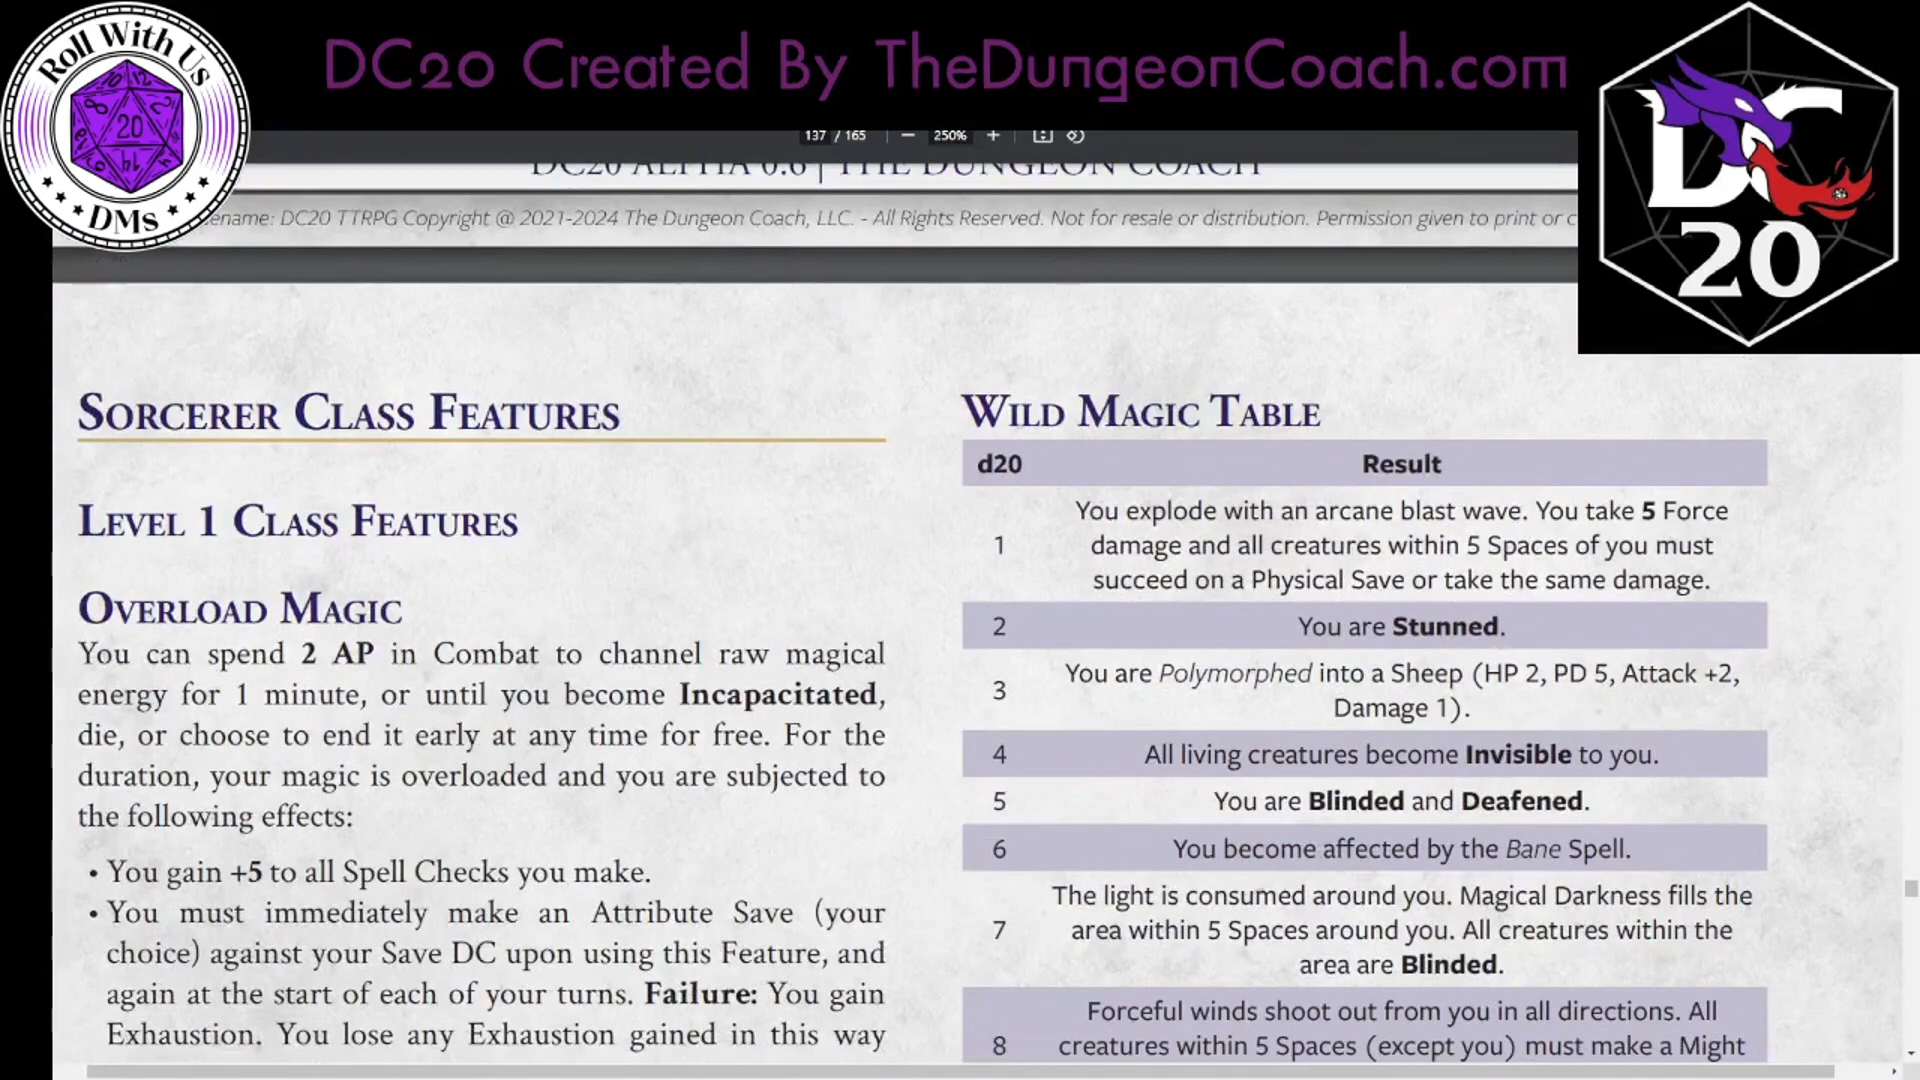 Roll With Us
20
DMs
DC20 Created By TheDungeonCoach.com
DC
20
137 / 165
250%
DC20 ALPHA 0.6 | THE DUNGEON COACH
ename: DC20 TTRPG Copyright @ 2021-2024 The Dungeon Coach, LLC. - All Rights Reserved. Not for resale or distribution. Permission given to print or c
SORCERER CLASS FEATURES
LEVEL 1 CLASS FEATURES
OVERLOAD MAGIC
You can spend 2 AP in Combat to channel raw magical
energy for 1 minute, or until you become Incapacitated,
die, or choose to end it early at any time for free. For the
duration, your magic is overloaded and you are subjected to
the following effects:
• You gain +5 to all Spell Checks you make.
• You must immediately make an Attribute Save (your
choice) against your Save DC upon using this Feature, and
again at the start of each of your turns. Failure: You gain
Exhaustion. You lose any Exhaustion gained in this way
WILD MAGIC TABLE
d20 Result
1 You explode with an arcane blast wave. You take 5 Force
damage and all creatures within 5 Spaces of you must
succeed on a Physical Save or take the same damage.
2 You are Stunned.
3 You are Polymorphed into a Sheep (HP 2, PD 5, Attack +2,
Damage 1).
4 All living creatures become Invisible to you.
5 You are Blinded and Deafened.
6 You become affected by the Bane Spell.
7 The light is consumed around you. Magical Darkness fills the
area within 5 Spaces around you. All creatures within the
area are Blinded.
8 Forceful winds shoot out from you in all directions. All
creatures within 5 Spaces (except you) must make a Might